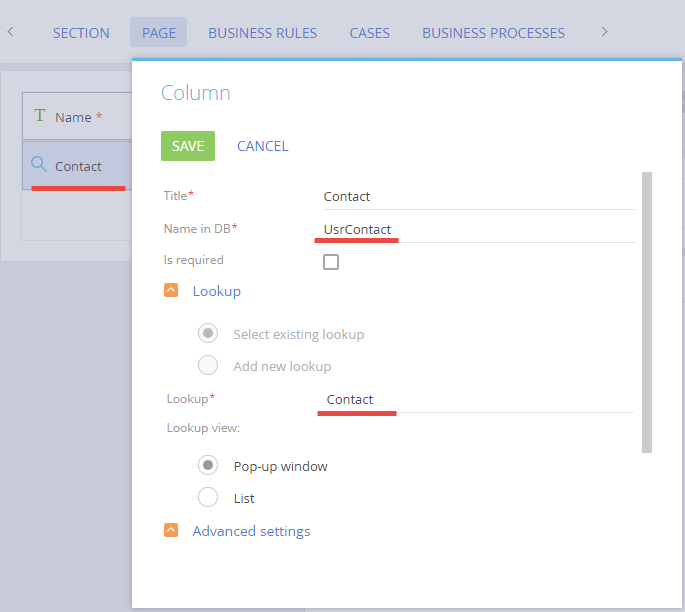 SECTION PAGE BUSINESS RULES CASES BUSINESS PROCESSES
T Name *
Contact
Column
SAVE CANCEL
Title* Contact
Name in DB* UsrContact
Is required
Lookup
Select existing lookup
Add new lookup
Lookup* Contact
Lookup view:
Pop-up window
List
Advanced settings